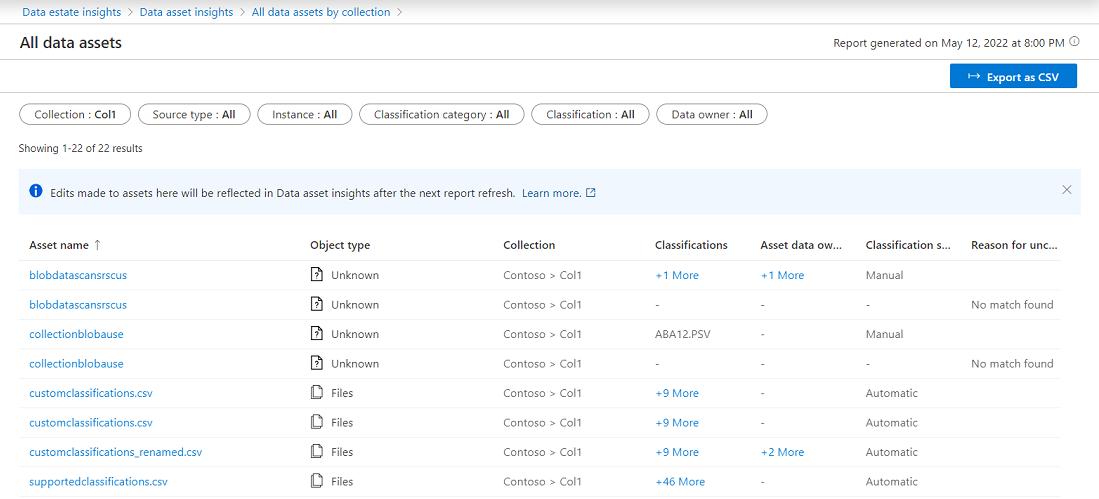 Data estate insights > Data asset insights > All data assets by collection >
All data assets
Report generated on May 12, 2022 at 8:00 PM
Export as CSV
Collection : Col1 Source type : All Instance : All Classification category : All Classification : All Data owner : All
Showing 1-22 of 22 results
Edits made to assets here will be reflected in Data asset insights after the next report refresh. Learn more.
Asset name ↑ Object type Collection Classifications Asset data ow... Classification s... Reason for unc...
blobdatascansrscus Unknown Contoso > Col1 +1 More +1 More Manual
blobdatascansrscus Unknown Contoso > Col1 - - - No match found
collectionblobause Unknown Contoso > Col1 ABA12.PSV - Manual
collectionblobause Unknown Contoso > Col1 - - - No match found
customclassifications.csv Files Contoso > Col1 +9 More - Automatic
customclassifications.csv Files Contoso > Col1 +9 More - Automatic
customclassifications_renamed.csv Files Contoso > Col1 +9 More +2 More Automatic
supportedclassifications.csv Files Contoso > Col1 +46 More - Automatic